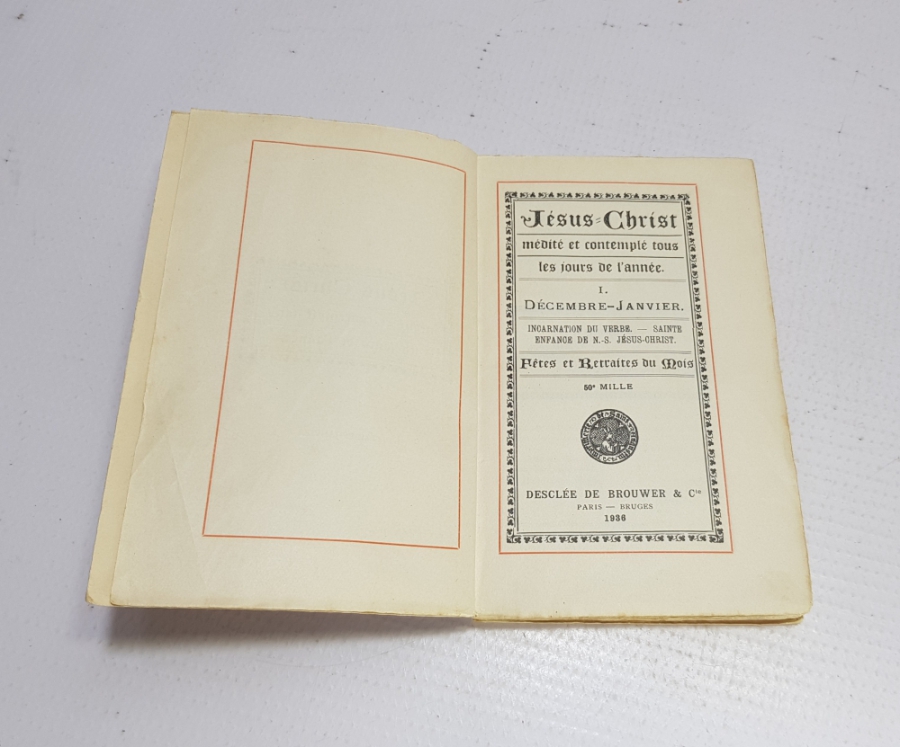 Jésus-Christ
médité et contemplé tous
les jours de l'année.
I.
DÉCEMBRE-JANVIER.
INCARNATION DU VERBE. — SAINTE
ENFANCE DE N.-S. JÉSUS-CHRIST.
Fêtes et Retraites du Mois
50e MILLE
DESCLÉE DE BROUWER & Cie
PARIS — BRUGES
1936